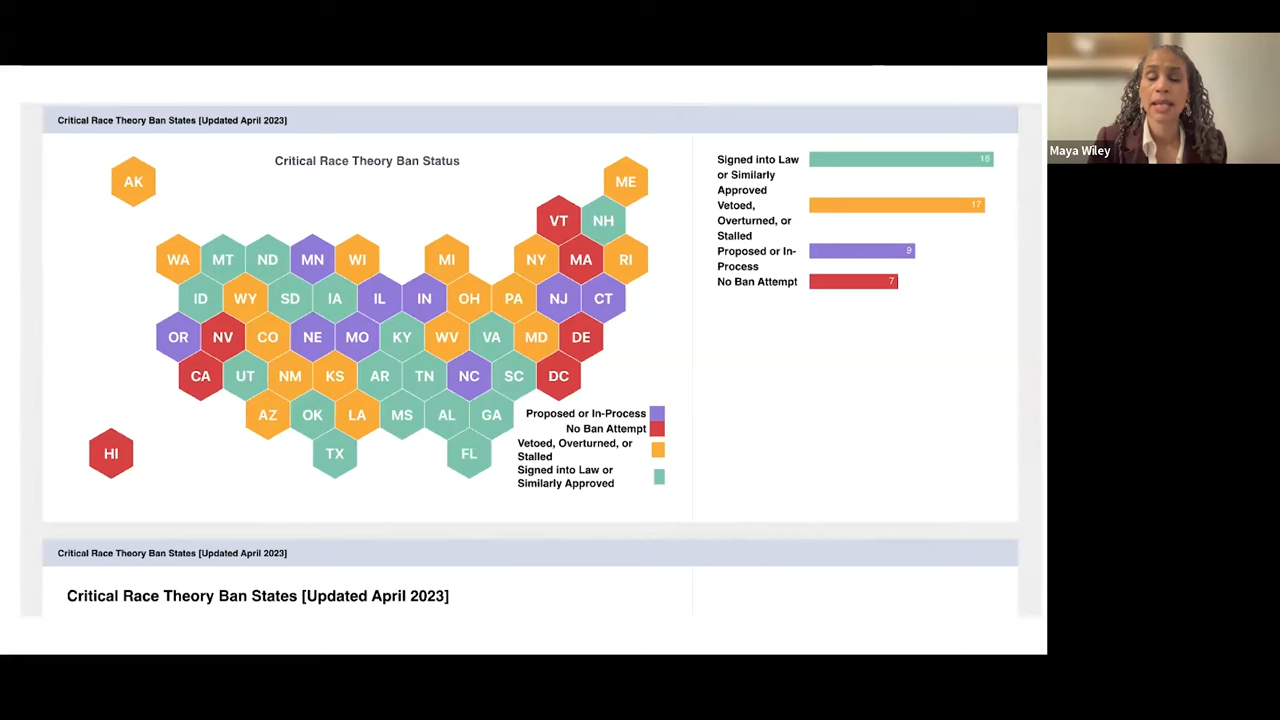 Critical Race Theory Ban States [Updated April 2023]
Critical Race Theory Ban Status
AK
ME
VT NH
WA MT ND MN WI MI NY MA RI
ID WY SD IA IL IN OH PA NJ CT
OR NV CO NE MO KY WV VA MD DE
CA UT NM KS AR TN NC SC DC
AZ OK LA MS AL GA
HI TX FL
Proposed or In-Process
No Ban Attempt
Vetoed, Overturned, or
Stalled
Signed into Law or
Similarly Approved
Signed into Law
or Similarly
Approved
18
Vetoed,
Overturned, or
Stalled
17
Proposed or In-
Process
9
No Ban Attempt
7
Maya Wiley
Critical Race Theory Ban States [Updated April 2023]
Critical Race Theory Ban States [Updated April 2023]